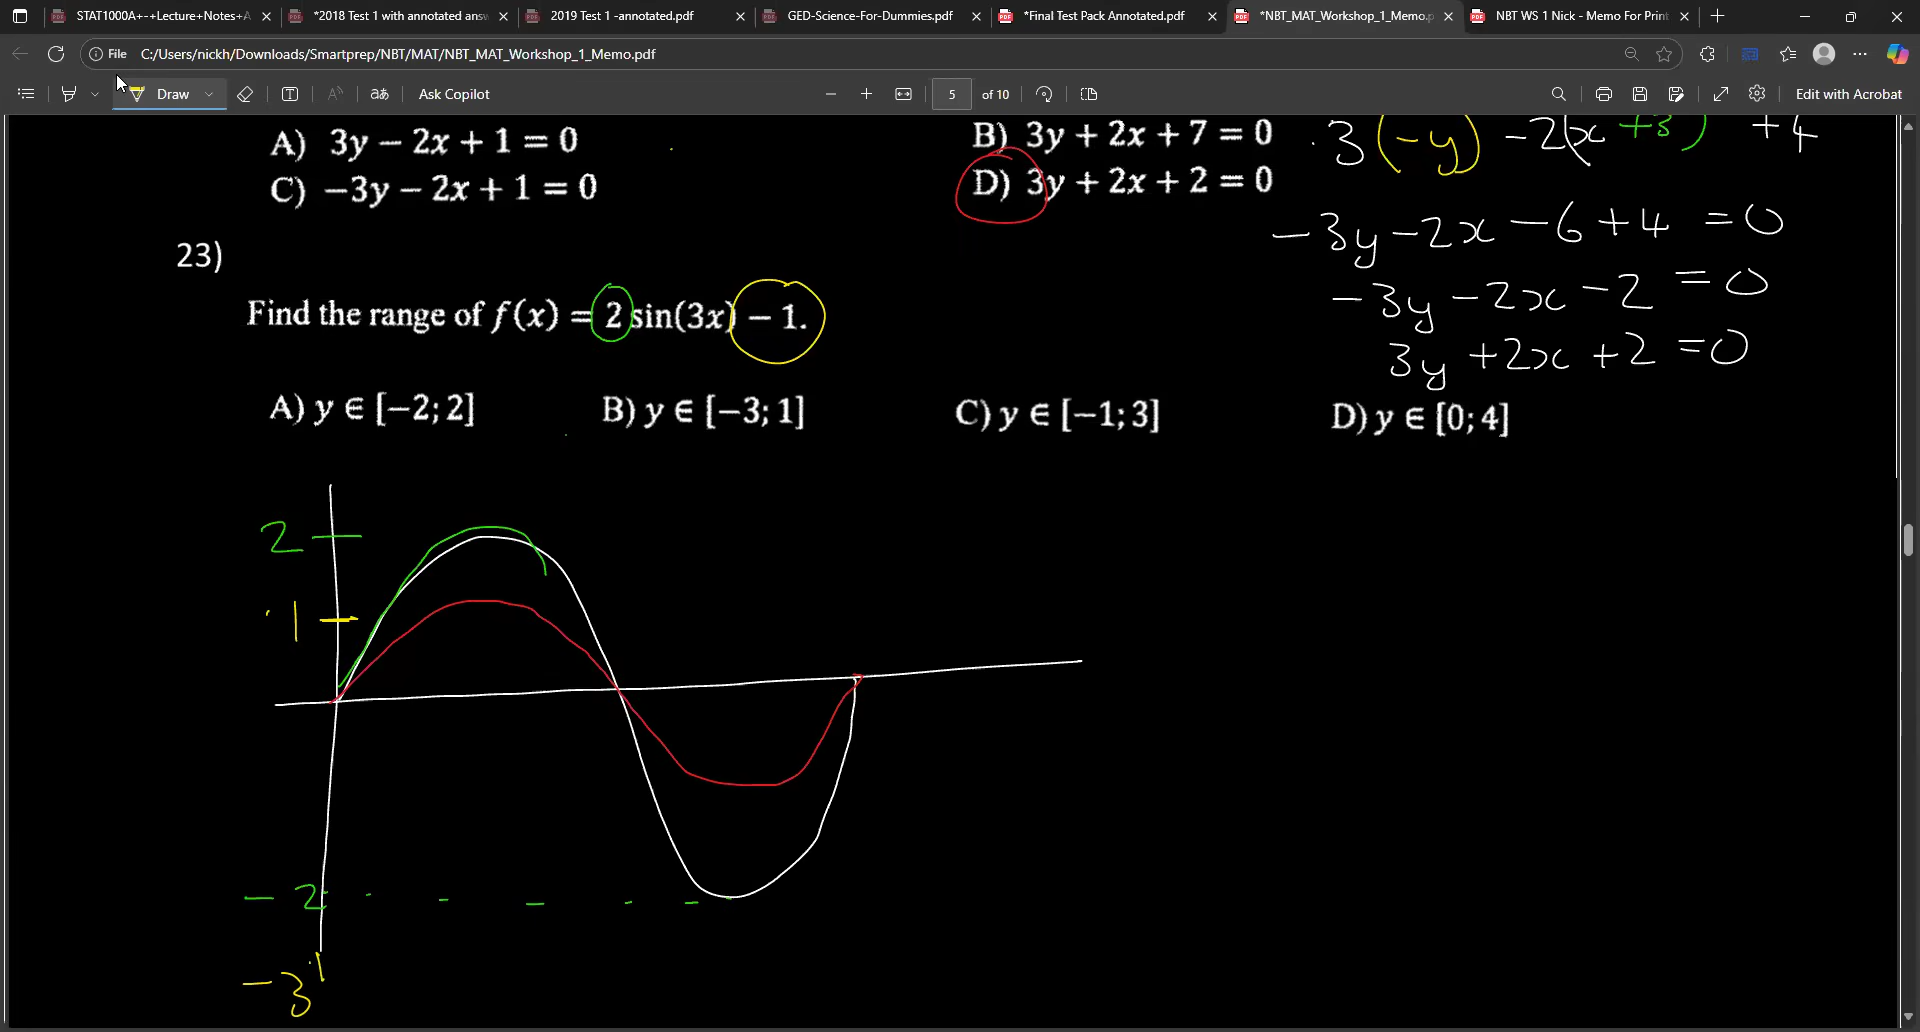 STAT1000A+-+Lecture+Notes+A
*2018 Test 1 with annotated answ
2019 Test 1 -annotated.pdf
GED-Science-For-Dummies.pdf
*Final Test Pack Annotated.pdf
*NBT_MAT_Workshop_1_Memo.p
NBT WS 1 Nick - Memo For Print
File C:/Users/nickh/Downloads/Smartprep/NBT/MAT/NBT_MAT_Workshop_1_Memo.pdf
Draw Ask Copilot 5 of 10 Edit with Acrobat
A) 3y − 2x + 1 = 0 B) 3y + 2x + 7 = 0
C) −3y − 2x + 1 = 0 D) 3y + 2x + 2 = 0
3(-y) -2(x +3) +4
-3y -2x -6 +4 =0
-3y -2x -2 =0
3y +2x +2 =0
23)
Find the range of f(x) = 2 sin(3x) − 1.
A) y ∈ [−2; 2] B) y ∈ [−3; 1] C) y ∈ [−1; 3] D) y ∈ [0; 4]
2
1
-2
-3